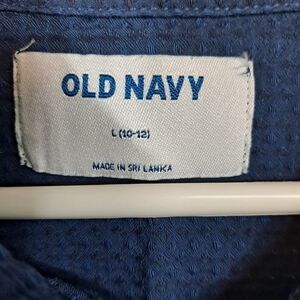 OLD NAVY
L (10-12)
MADE IN SRI LANKA